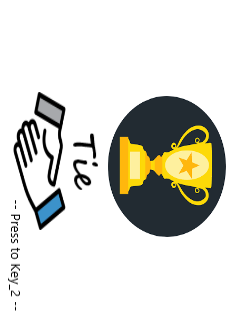 Tie
-- Press to Key_2 --